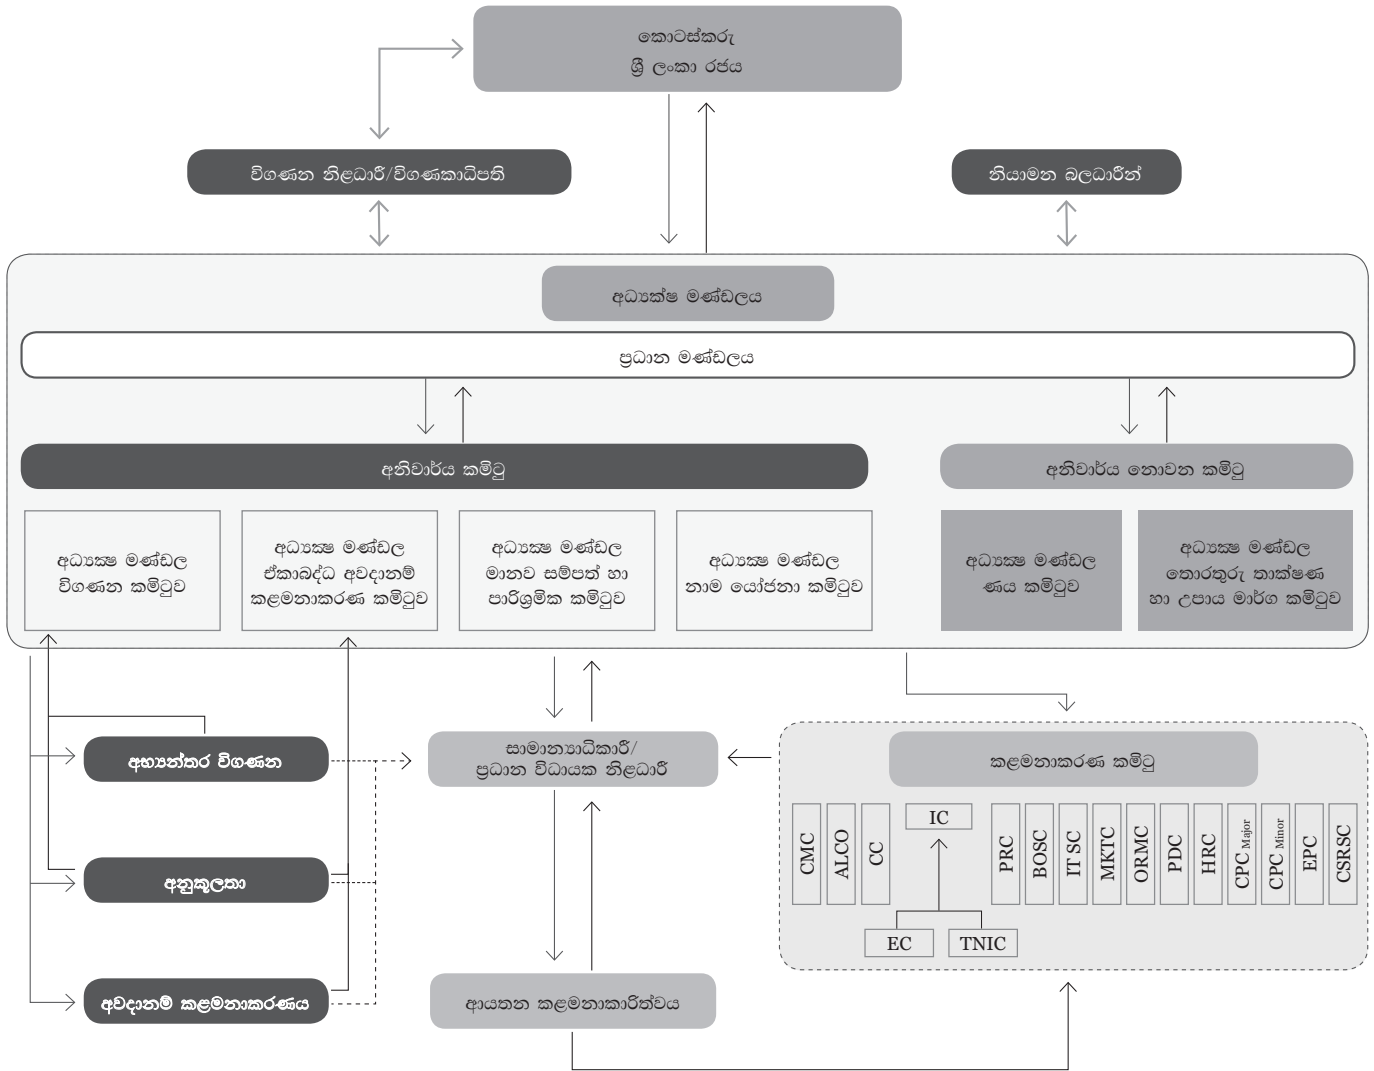 කොටස්කරු
ශ්‍රී ලංකා රජය
විගණන නිළධාරී/විගණකාධිපති
නියාමන බලධාරීන්
අධ්‍යක්ෂ මණ්ඩලය
ප්‍රධාන මණ්ඩලය
අනිවාර්ය කමිටු
අනිවාර්ය නොවන කමිටු
අධ්‍යක්‍ෂ මණ්ඩල
විගණන කමිටුව
අධ්‍යක්‍ෂ මණ්ඩල
ඒකාබද්ධ අවදානම්
කළමනාකරණ කමිටුව
අධ්‍යක්‍ෂ මණ්ඩල
මානව සම්පත් හා
පාරිශ්‍රමික කමිටුව
අධ්‍යක්‍ෂ මණ්ඩල
නාම යෝජනා කමිටුව
අධ්‍යක්‍ෂ මණ්ඩල
ණය කමිටුව
අධ්‍යක්‍ෂ මණ්ඩල
තොරතුරු තාක්ෂණ
හා උපාය මාර්ග කමිටුව
අභ්‍යන්තර විගණන
සාමාන්‍යාධිකාරී/
ප්‍රධාන විධායක නිළධාරී
කළමනාකරණ කමිටු
CMC
ALCO
CC
IC
PRC
BOSC
IT SC
MKTC
ORMC
PDC
HRC
CPC Major
CPC Minor
EPC
CSRSC
EC
TNIC
අනුකූලතා
අවදානම් කළමනාකරණය
ආයතන කළමනාකාරිත්වය